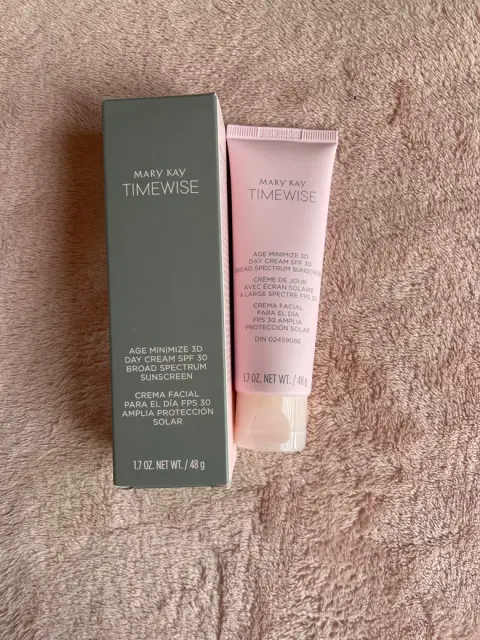 MARY KAY
TIMEWISE
AGE MINIMIZE 3D
DAY CREAM SPF 30
BROAD SPECTRUM
SUNSCREEN
CREMA FACIAL
PARA EL DÍA FPS 30
AMPLIA PROTECCIÓN
SOLAR
1.7 OZ. NET WT. / 48 g
MARY KAY
TIMEWISE
AGE MINIMIZE 3D
DAY CREAM SPF 30
BROAD SPECTRUM SUNSCREEN
CRÈME DE JOUR
AVEC ÉCRAN SOLAIRE
À LARGE SPECTRE FPS 30
CREMA FACIAL
PARA EL DÍA
FPS 30 AMPLIA
PROTECCIÓN SOLAR
DIN 02459086
1.7 OZ. NET WT. / 48 g